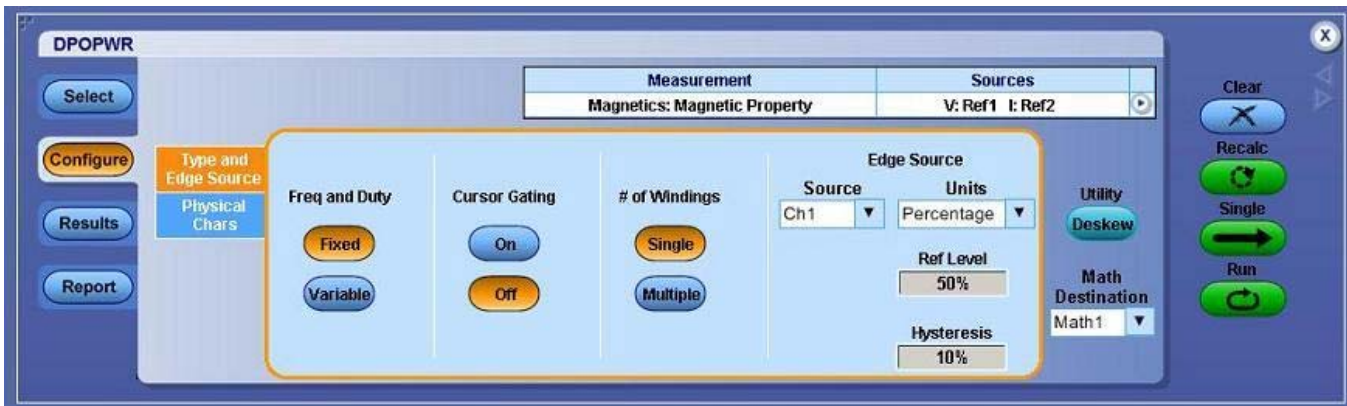 DPOPWR
X
Select
Configure
Results
Report
Measurement Sources
Magnetics: Magnetic Property V: Ref1 I: Ref2
Type and
Edge Source
Physical
Chars
Freq and Duty
Fixed
Variable
Cursor Gating
On
Off
# of Windings
Single
Multiple
Edge Source
Source Units
Ch1 Percentage
Ref Level
50%
Hysteresis
10%
Utility
Deskew
Math
Destination
Math1
Clear
Recalc
Single
Run